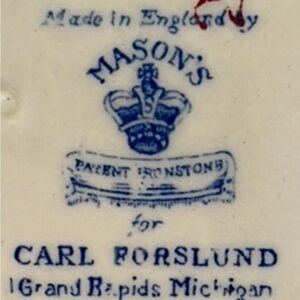 Made in England by
MASON'S
PATENT IRONSTONE
for
CARL FORSLUND
Grand Rapids Michigan